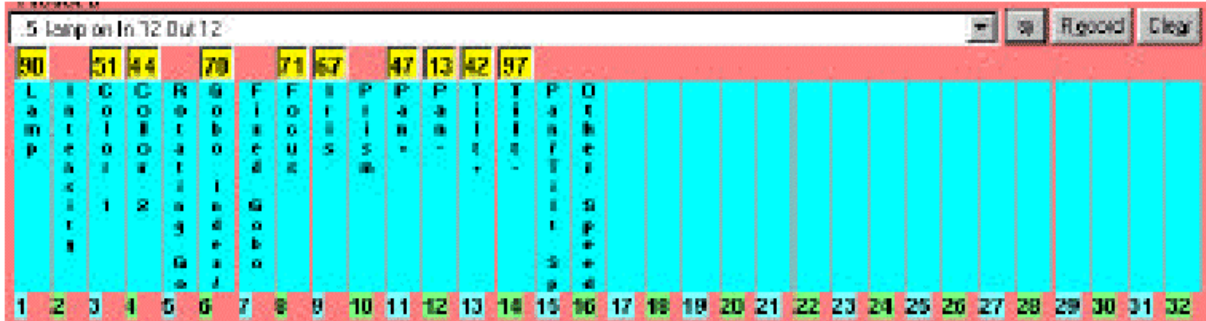 .5 lamp on In 12 Out 12 Record Clear
90 51 44 70 71 67 47 13 42 97
Lamp Intensity Color 1 Color 2 Rotating Go Gobo Fixed Gobo Focus Iris Prism Pan+ Pan- Tilt+ Tilt- Pan/Tilt Sp Other Speed
1 2 3 4 5 6 7 8 9 10 11 12 13 14 15 16 17 18 19 20 21 22 23 24 25 26 27 28 29 30 31 32